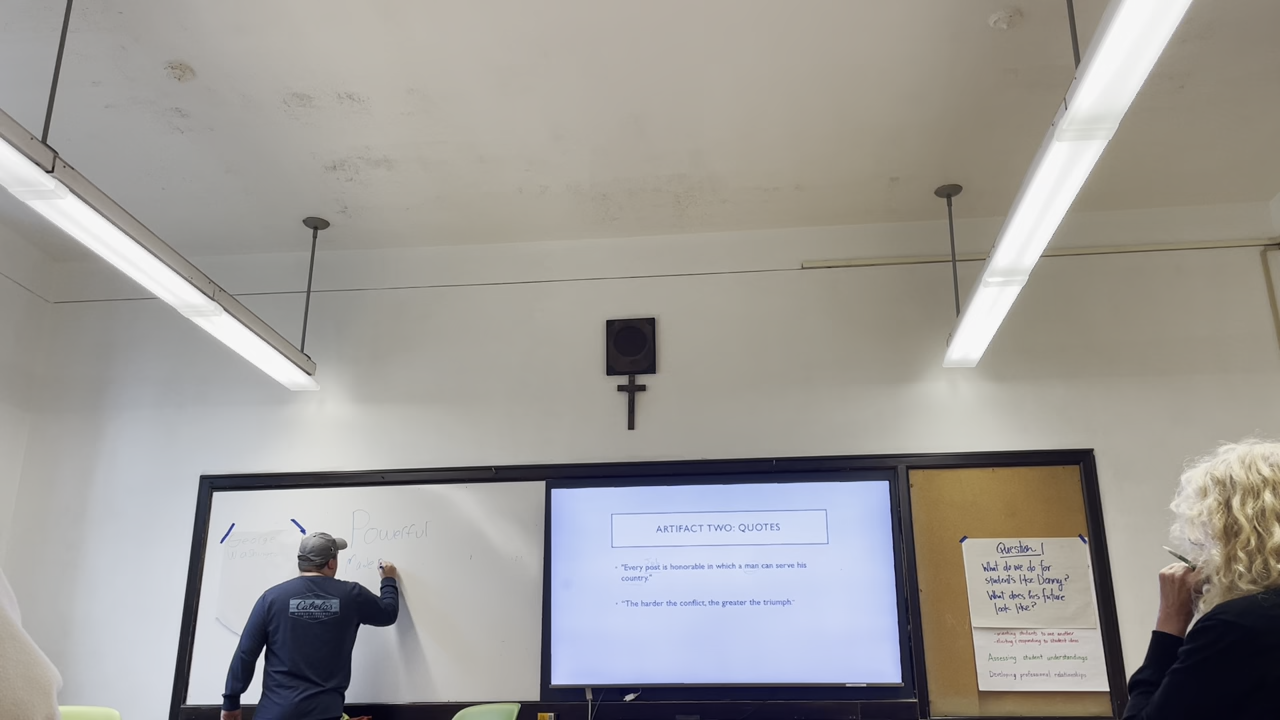 Powerful
Cabela's
ARTIFACT TWO: QUOTES
• "Every post is honorable in which a man can serve his
country."
• "The harder the conflict, the greater the triumph"
Question 1
What do we do for
students like Donny?
What does his future
look like?
Assessing student understandings
Developing professional relationships